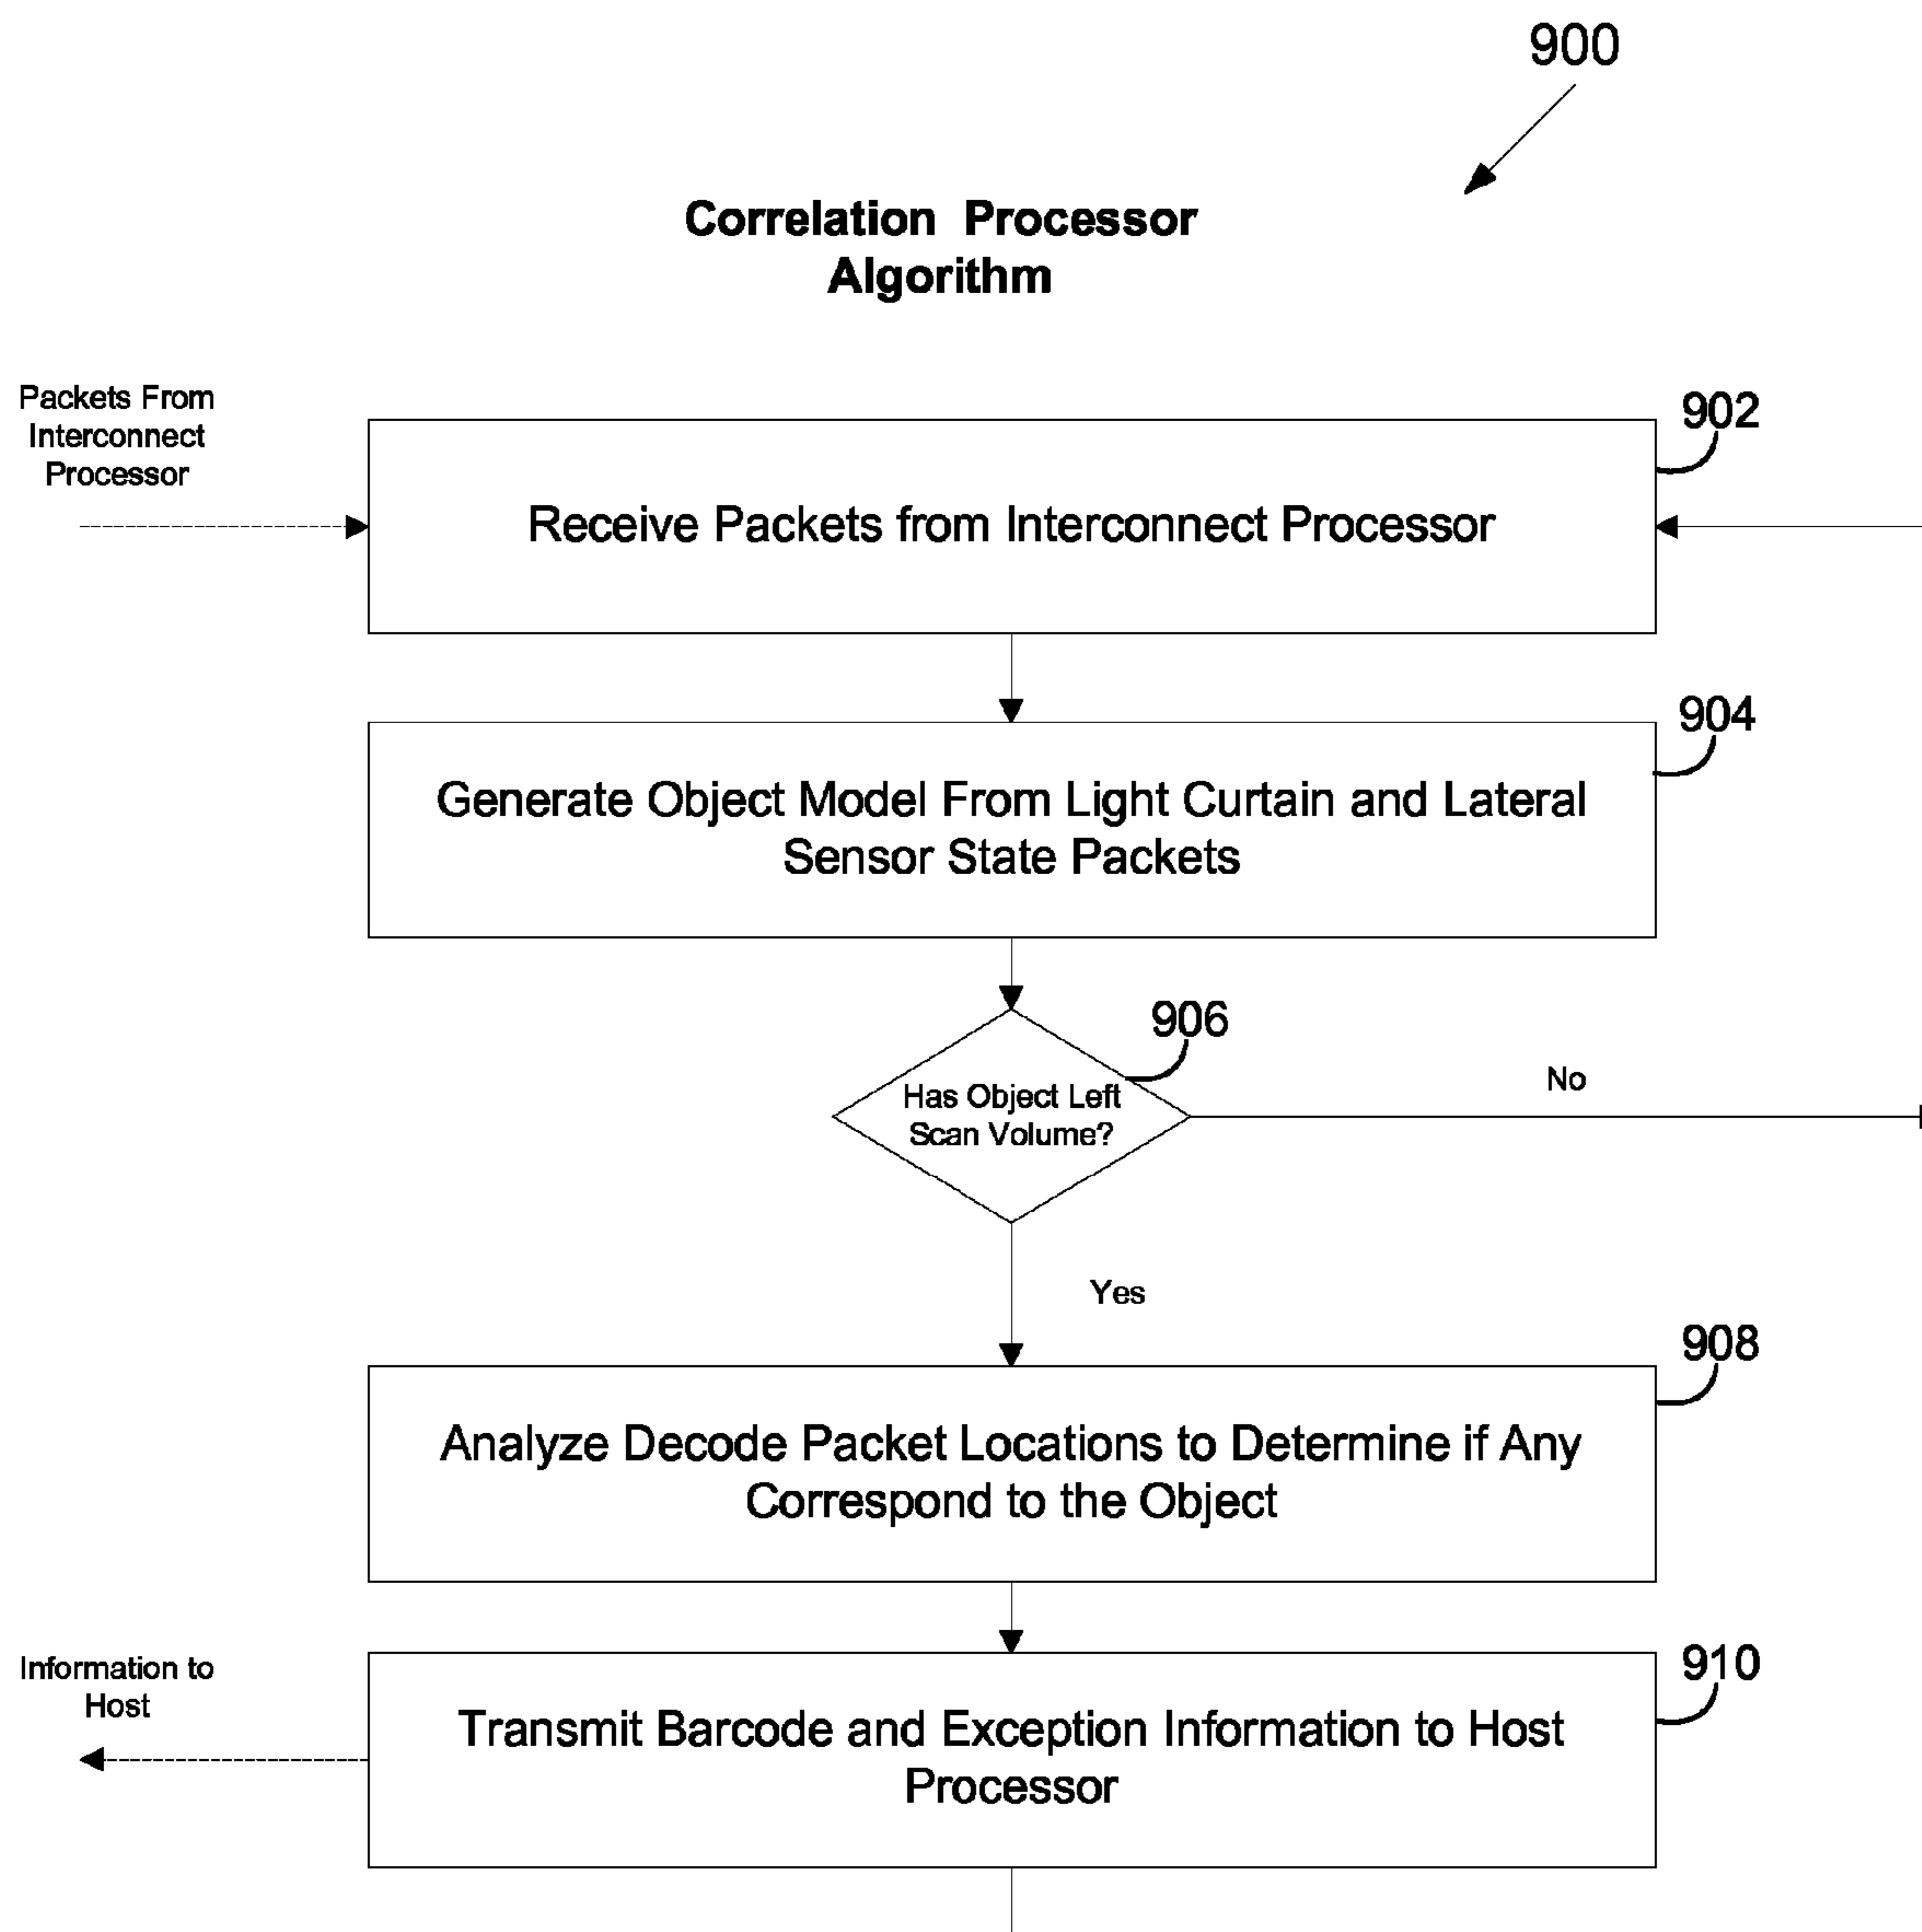 900
Correlation Processor
Algorithm
Packets From
Interconnect
Processor
902
Receive Packets from Interconnect Processor
904
Generate Object Model From Light Curtain and Lateral
Sensor State Packets
906
Has Object Left
Scan Volume?
No
Yes
908
Analyze Decode Packet Locations to Determine if Any
Correspond to the Object
Information to
Host
910
Transmit Barcode and Exception Information to Host
Processor